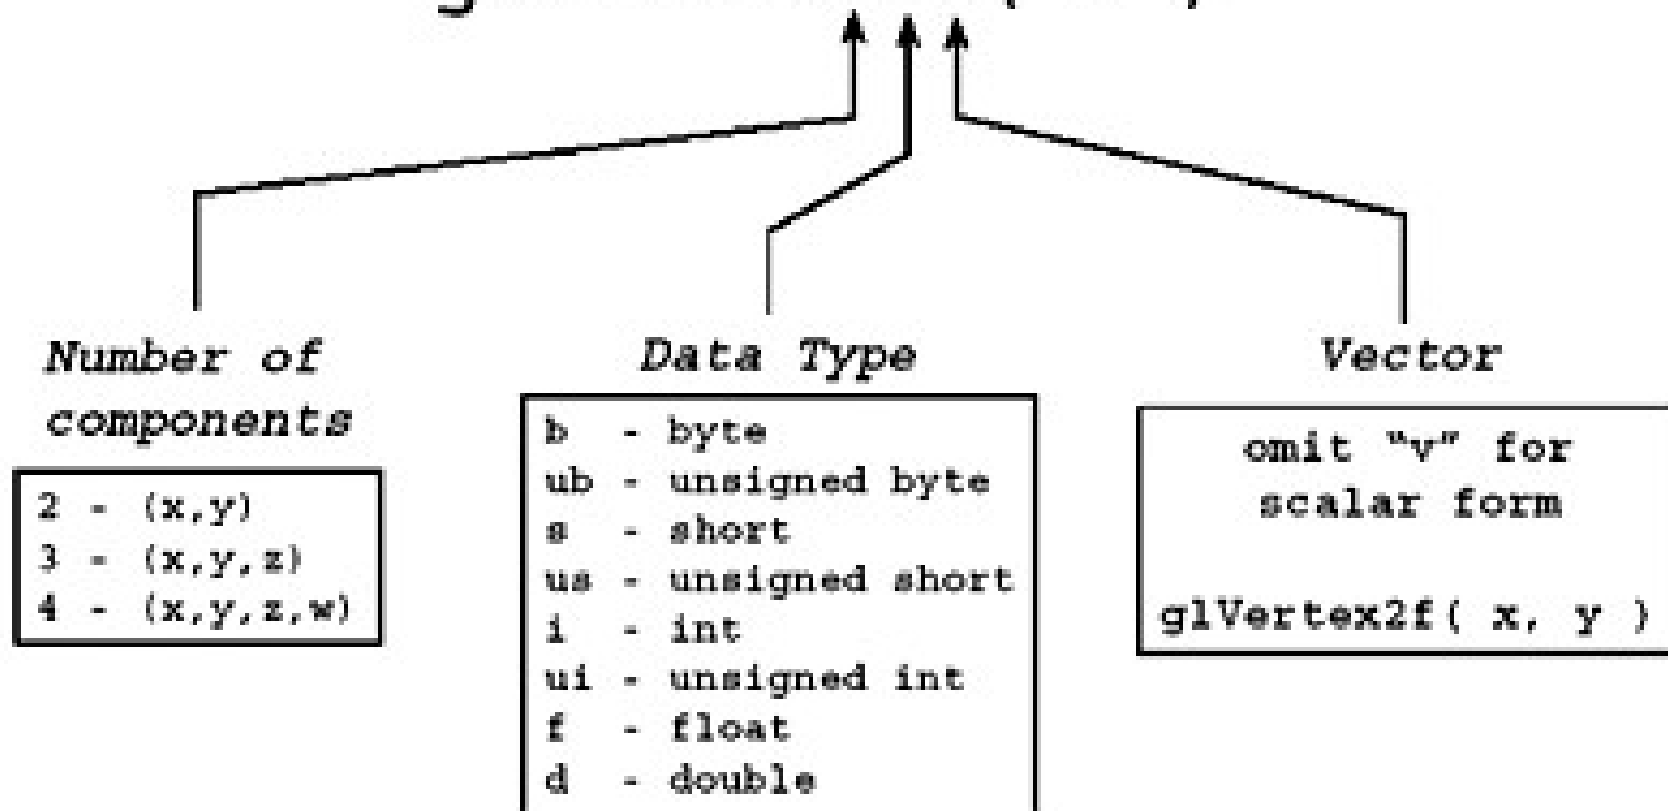 Number of
components
2 - (x,y)
3 - (x,y,z)
4 - (x,y,z,w)
Data Type
b - byte
ub - unsigned byte
s - short
us - unsigned short
i - int
ui - unsigned int
f - float
d - double
Vector
omit "v" for
scalar form
glVertex2f( x, y )